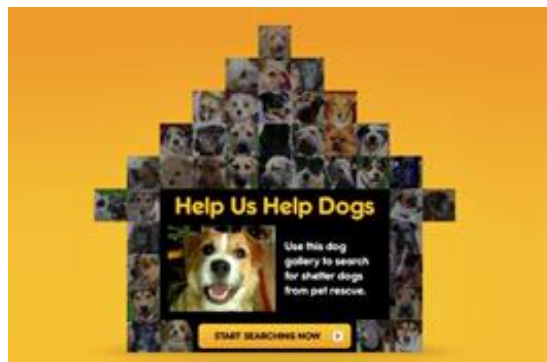 Help Us Help Dogs
Use this dog
gallery to search
for shelter dogs
from pet rescue.
START SEARCHING NOW